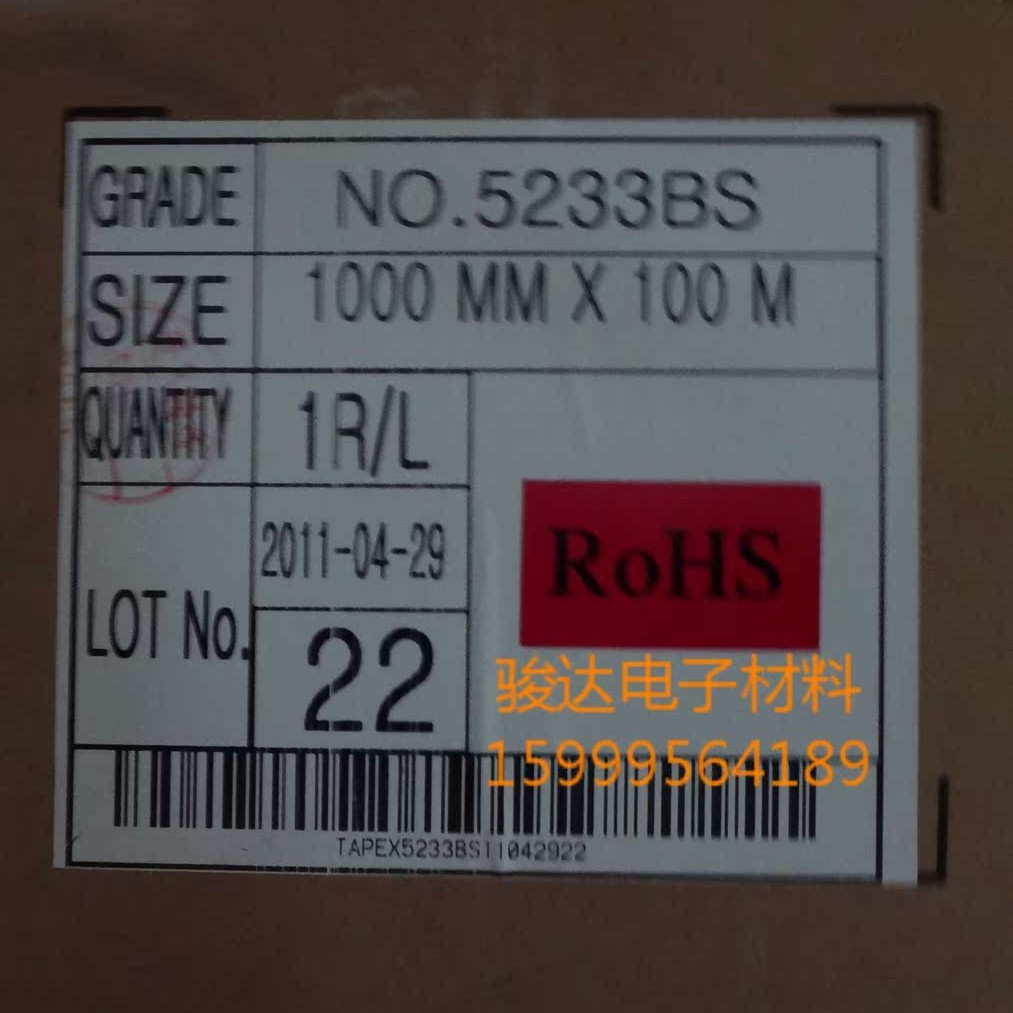 GRADE NO.5233BS
SIZE 1000 MM X 100 M
QUANTITY 1R/L
LOT No. 2011-04-29
22
RoHS
骏达电子材料
15999564189
TAPEX5233BS11042922